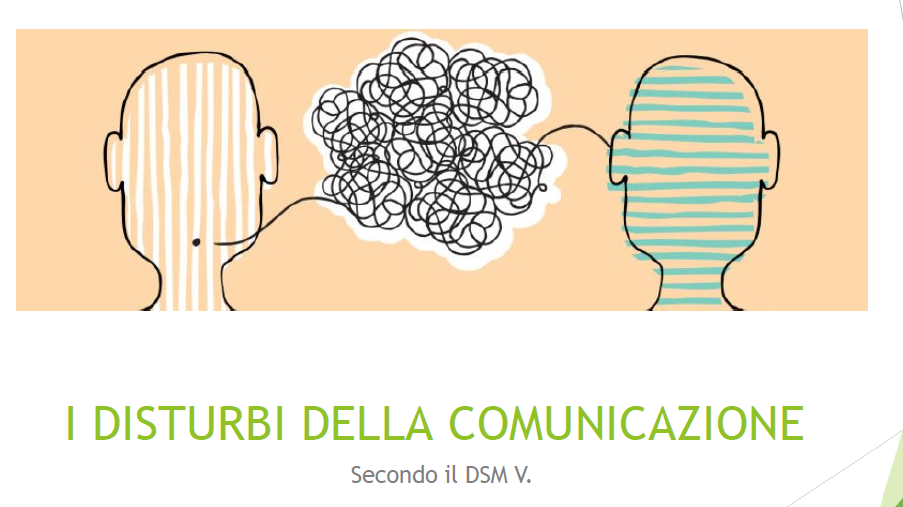 I DISTURBI DELLA COMUNICAZIONE
Secondo il DSM V.